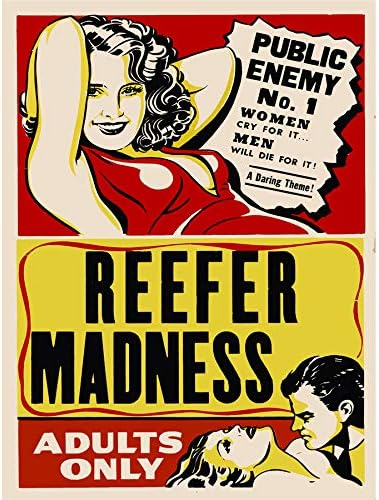 PUBLIC
ENEMY
No. 1
WOMEN
CRY FOR IT...
MEN
WILL DIE FOR IT!
A Daring Theme!
REEFER
MADNESS
ADULTS
ONLY